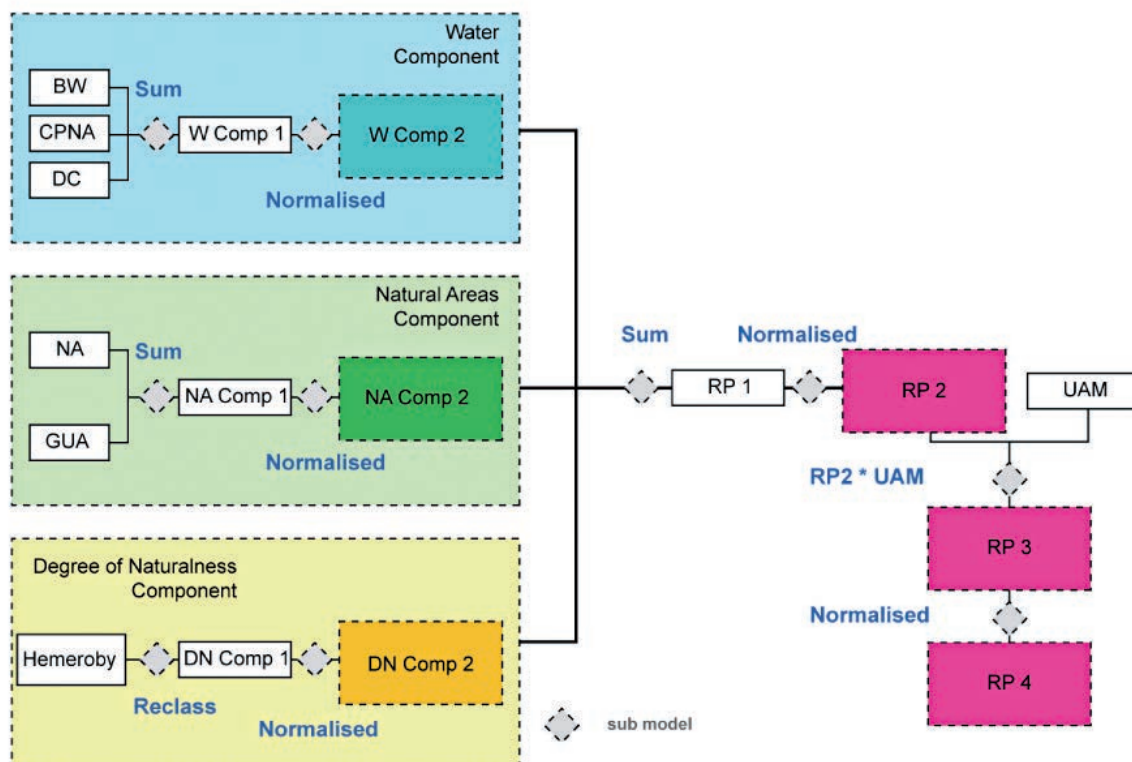 Water
Component
BW
Sum
CPNA
W Comp 1
W Comp 2
DC
Normalised
Natural Areas
Component
NA
Sum
NA Comp 1
NA Comp 2
GUA
Normalised
Degree of Naturalness
Component
Hemeroby
DN Comp 1
DN Comp 2
Reclass
Normalised
Sum
Normalised
RP 1
RP 2
UAM
RP2 * UAM
RP 3
Normalised
RP 4
sub model